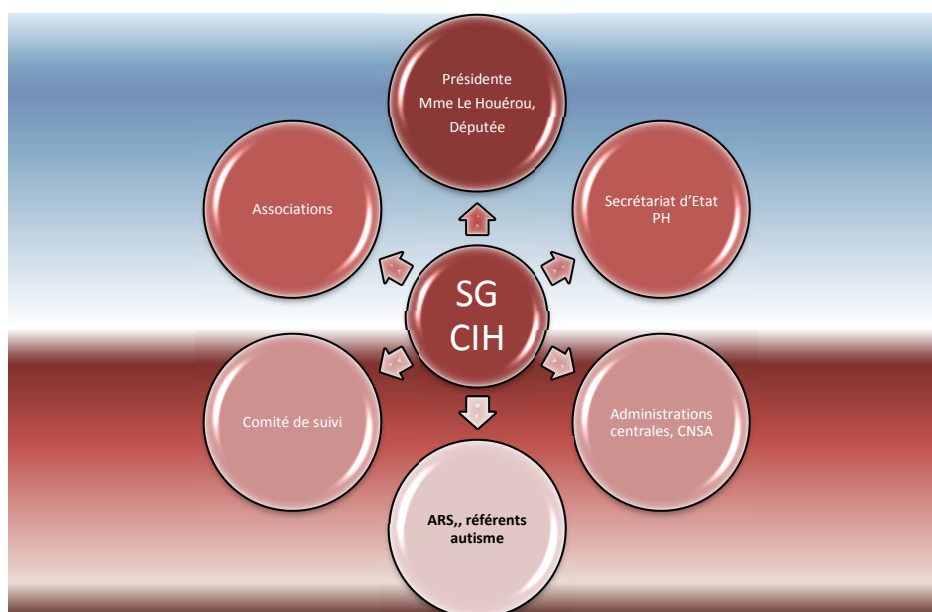 Présidente
Mme Le Houérou,
Députée
Associations
Secrétariat d’Etat
PH
SG
CIH
Comité de suivi
Administrations
centrales, CNSA
ARS,, référents
autisme